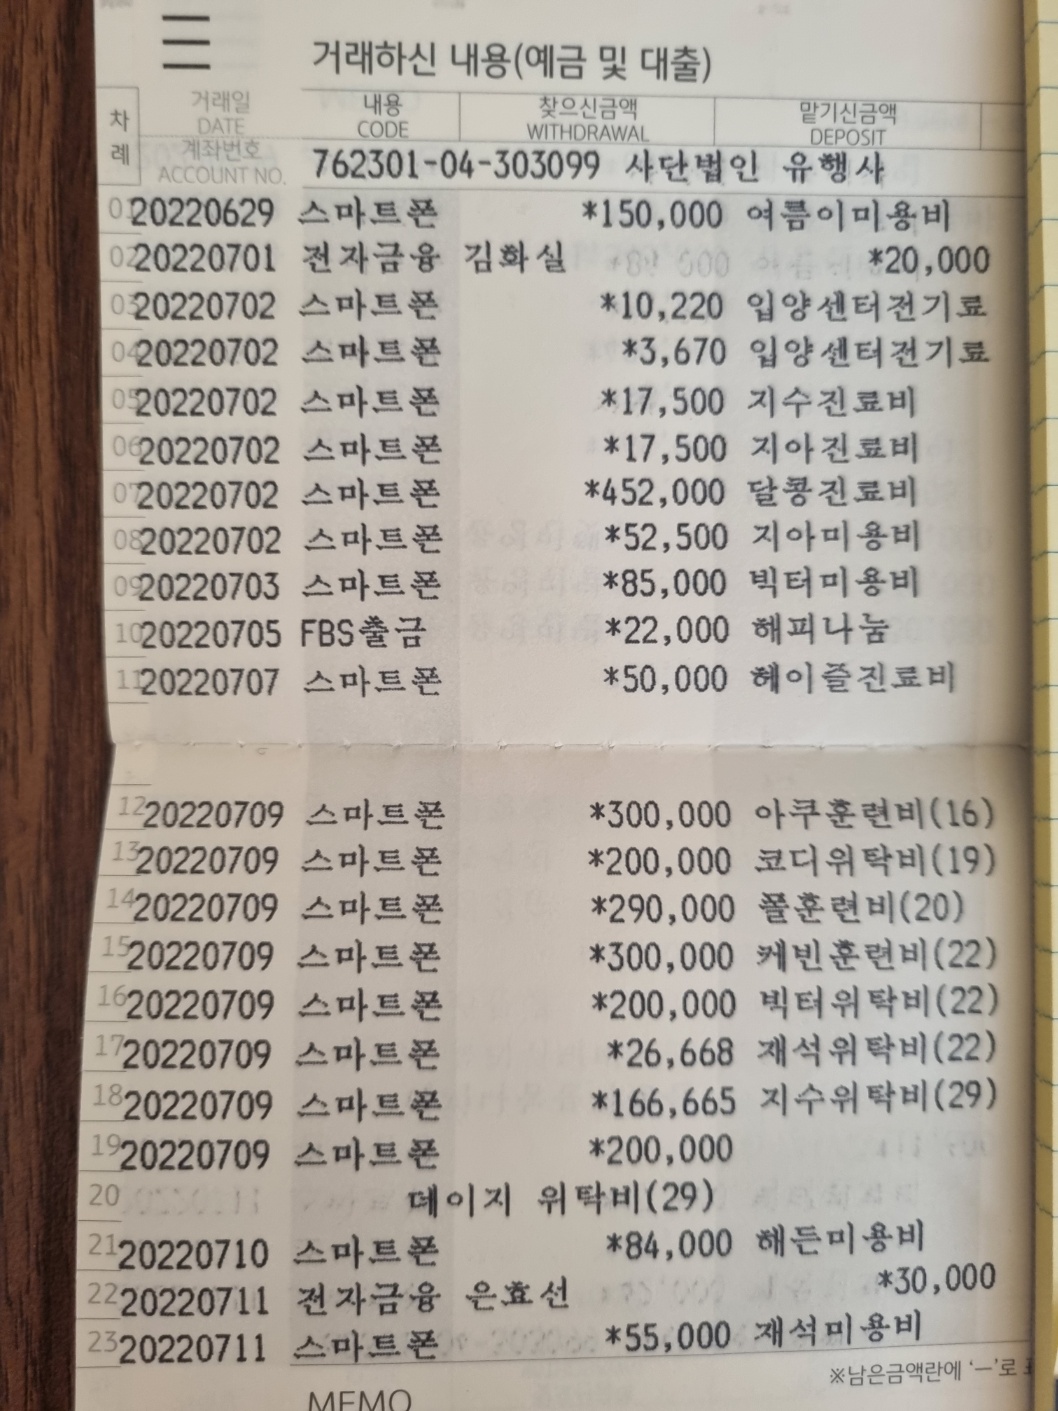 거래하신 내용(예금 및 대출)
차례 거래일 내용 찾으신금액 맡기신금액
DATE CODE WITHDRAWAL DEPOSIT
계좌번호
ACCOUNT NO. 762301-04-303099 사단법인 유행사
01 20220629 스마트폰 *150,000 여름이미용비
02 20220701 전자금융 김화실 *20,000
03 20220702 스마트폰 *10,220 입양센터전기료
04 20220702 스마트폰 *3,670 입양센터전기료
05 20220702 스마트폰 *17,500 지수진료비
06 20220702 스마트폰 *17,500 지아진료비
07 20220702 스마트폰 *452,000 달콩진료비
08 20220702 스마트폰 *52,500 지아미용비
09 20220703 스마트폰 *85,000 빅터미용비
10 20220705 FBS출금 *22,000 해피나눔
11 20220707 스마트폰 *50,000 헤이즐진료비
12 20220709 스마트폰 *300,000 아쿠훈련비(16)
13 20220709 스마트폰 *200,000 코디위탁비(19)
14 20220709 스마트폰 *290,000 쫄훈련비(20)
15 20220709 스마트폰 *300,000 케빈훈련비(22)
16 20220709 스마트폰 *200,000 빅터위탁비(22)
17 20220709 스마트폰 *26,668 재석위탁비(22)
18 20220709 스마트폰 *166,665 지수위탁비(29)
19 20220709 스마트폰 *200,000
20 데이지 위탁비(29)
21 20220710 스마트폰 *84,000 해든미용비
22 20220711 전자금융 은효선 *30,000
23 20220711 스마트폰 *55,000 재석미용비
※남은금액란에 ‘–’로
MEMO